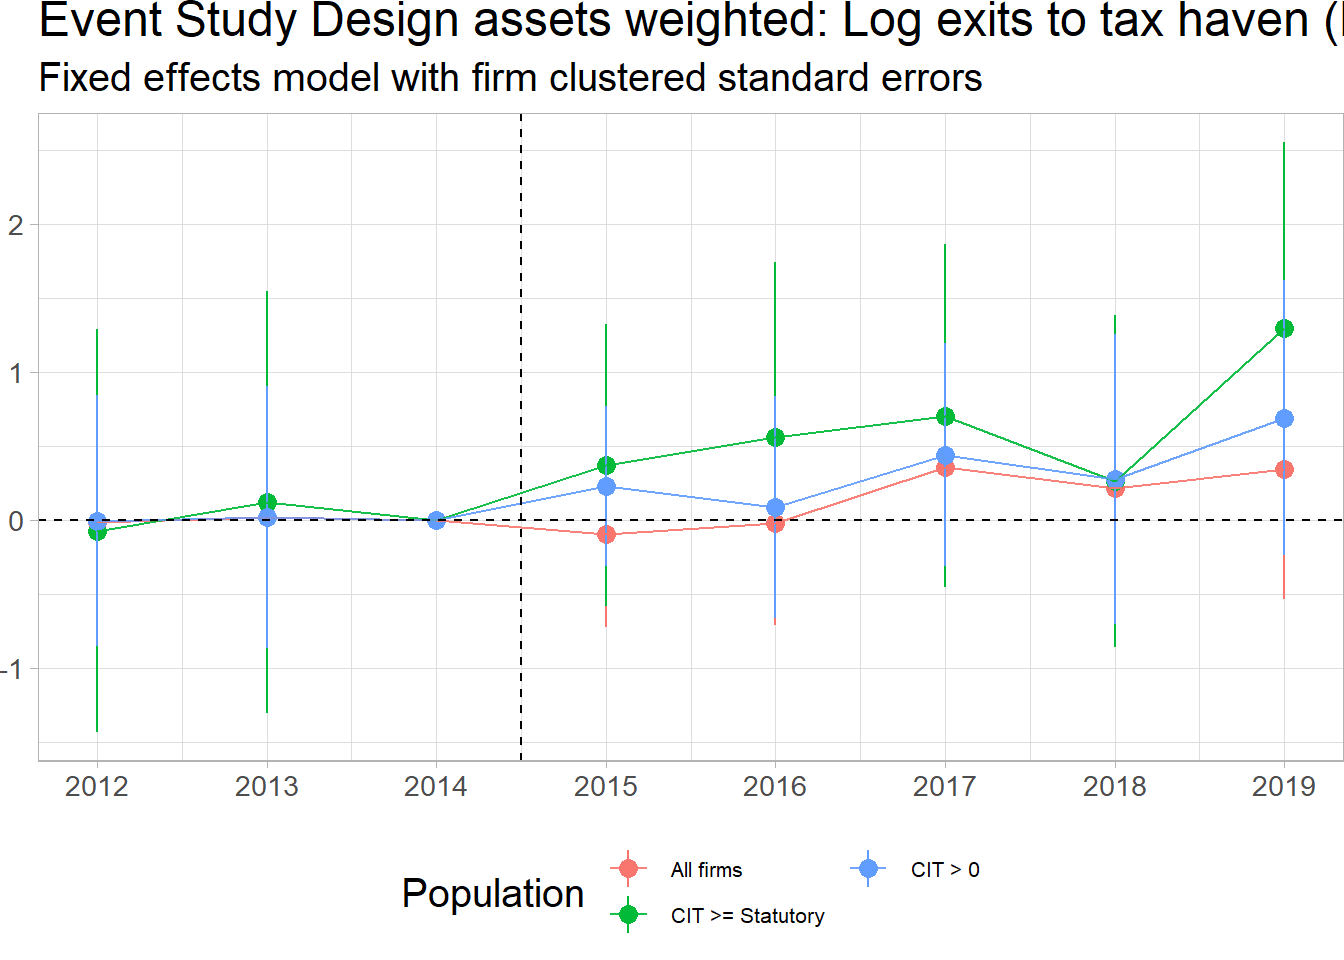 Event Study Design assets weighted: Log exits to tax haven (
Fixed effects model with firm clustered standard errors
2
1
0
-1
2012 2013 2014 2015 2016 2017 2018 2019
Population
All firms
CIT > 0
CIT >= Statutory